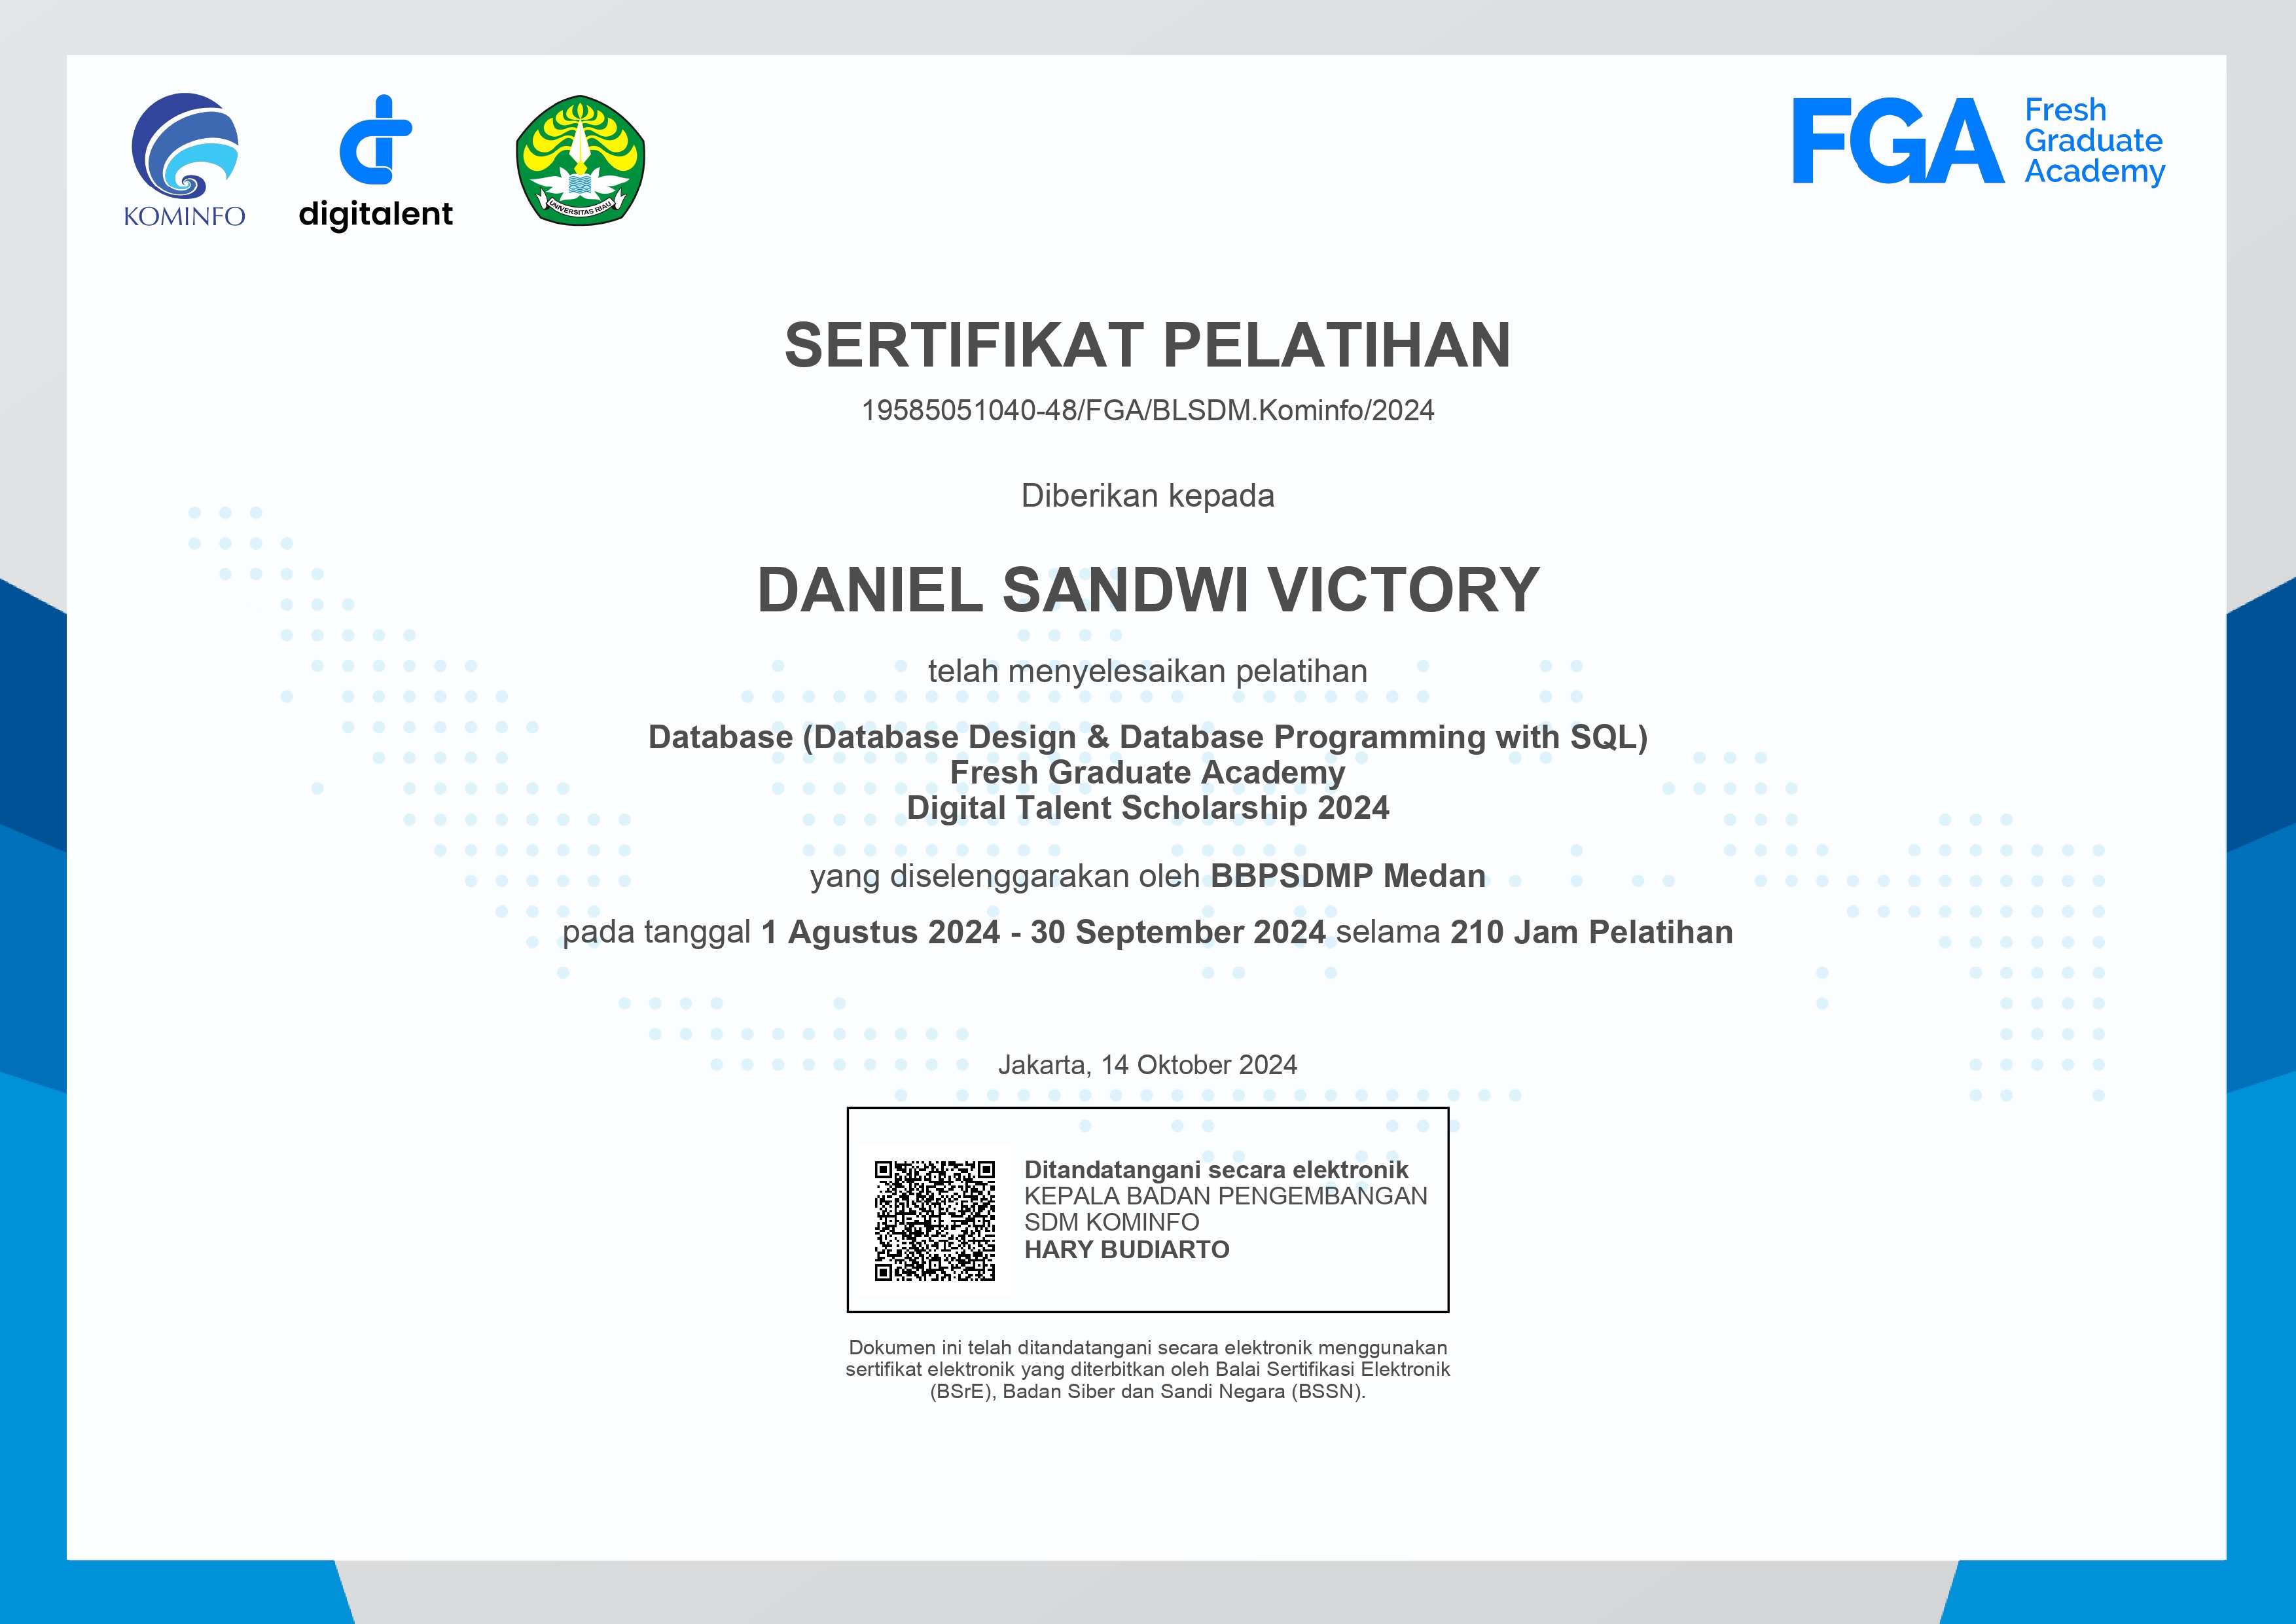 KOMINFO
digitalent
UNIVERSITAS RIAU
FGA
Fresh
Graduate
Academy
SERTIFIKAT PELATIHAN
19585051040-48/FGA/BLSDM.Kominfo/2024
Diberikan kepada
DANIEL SANDWI VICTORY
telah menyelesaikan pelatihan
Database (Database Design & Database Programming with SQL)
Fresh Graduate Academy
Digital Talent Scholarship 2024
yang diselenggarakan oleh BBPSDMP Medan
pada tanggal 1 Agustus 2024 - 30 September 2024 selama 210 Jam Pelatihan
Jakarta, 14 Oktober 2024
Ditandatangani secara elektronik
KEPALA BADAN PENGEMBANGAN
SDM KOMINFO
HARY BUDIARTO
Dokumen ini telah ditandatangani secara elektronik menggunakan
sertifikat elektronik yang diterbitkan oleh Balai Sertifikasi Elektronik
(BSrE), Badan Siber dan Sandi Negara (BSSN).